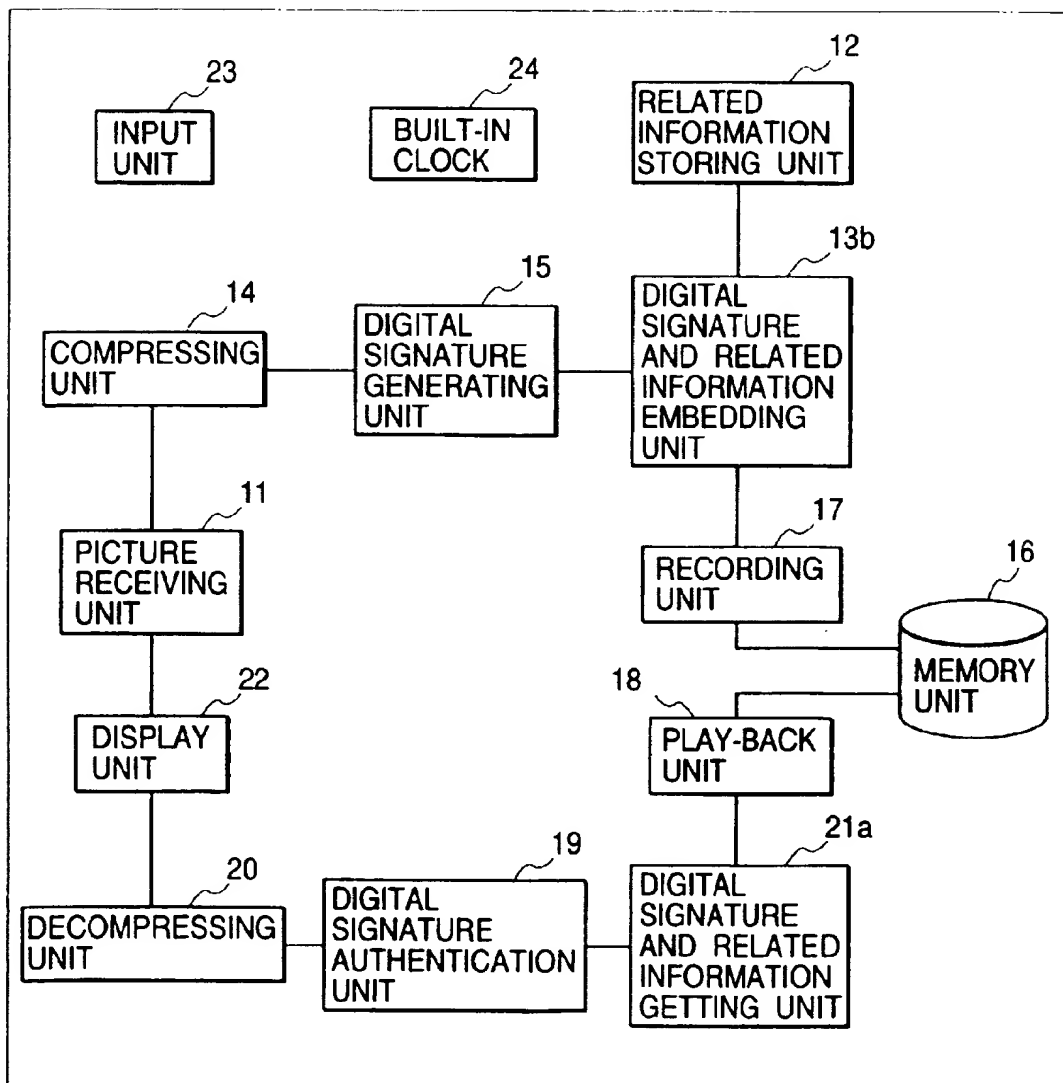 23
INPUT
UNIT
24
BUILT-IN
CLOCK
12
RELATED
INFORMATION
STORING UNIT
14
COMPRESSING
UNIT
15
DIGITAL
SIGNATURE
GENERATING
UNIT
13b
DIGITAL
SIGNATURE
AND RELATED
INFORMATION
EMBEDDING
UNIT
11
PICTURE
RECEIVING
UNIT
17
RECORDING
UNIT
16
MEMORY
UNIT
22
DISPLAY
UNIT
18
PLAY-BACK
UNIT
20
DECOMPRESSING
UNIT
19
DIGITAL
SIGNATURE
AUTHENTICATION
UNIT
21a
DIGITAL
SIGNATURE
AND RELATED
INFORMATION
GETTING UNIT